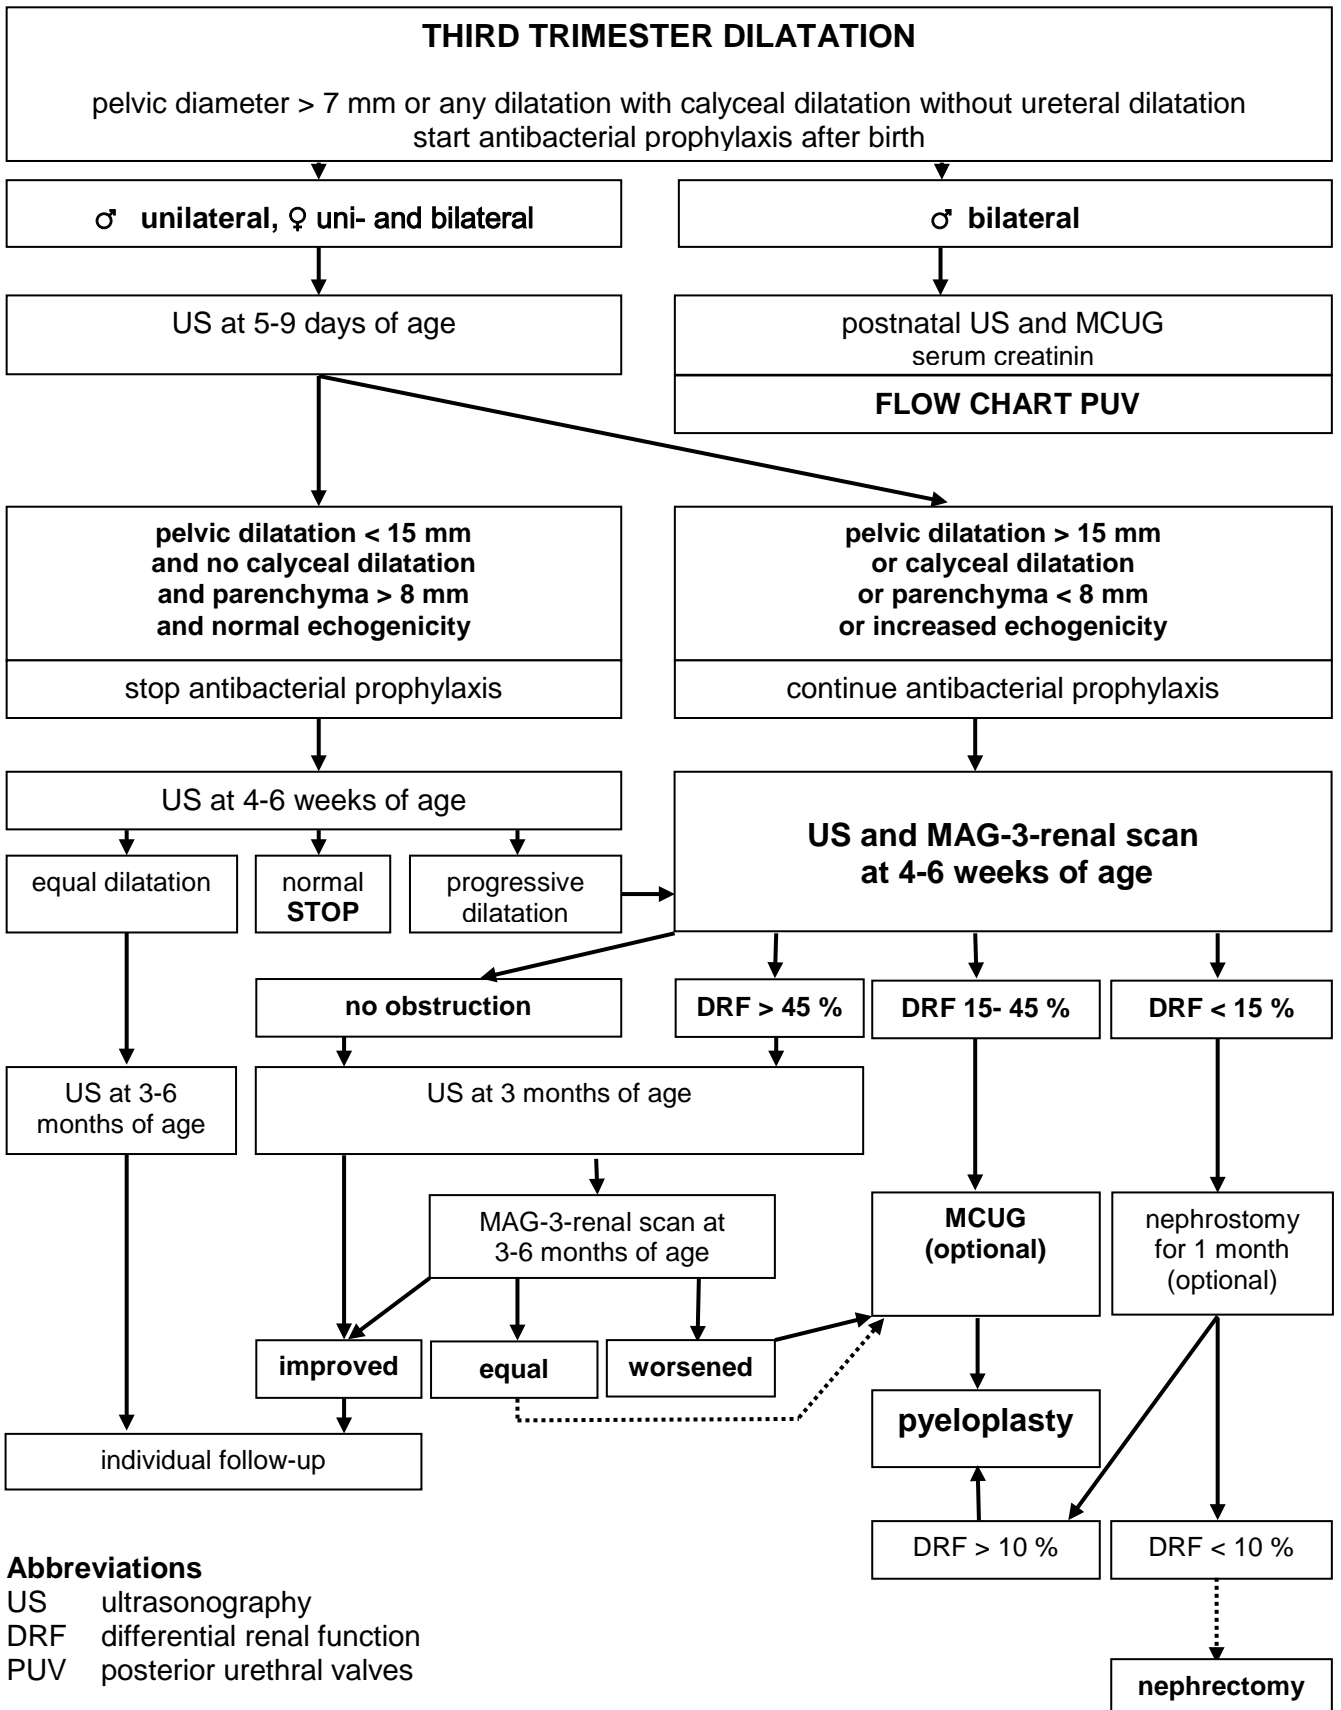 THIRD TRIMESTER DILATATION
pelvic diameter > 7 mm or any dilatation with calyceal dilatation without ureteral dilatation
start antibacterial prophylaxis after birth
♂ unilateral, ♀ uni- and bilateral
♂ bilateral
US at 5-9 days of age
postnatal US and MCUG
serum creatinin
FLOW CHART PUV
pelvic dilatation < 15 mm
and no calyceal dilatation
and parenchyma > 8 mm
and normal echogenicity
stop antibacterial prophylaxis
pelvic dilatation > 15 mm
or calyceal dilatation
or parenchyma < 8 mm
or increased echogenicity
continue antibacterial prophylaxis
US at 4-6 weeks of age
US and MAG-3-renal scan
at 4-6 weeks of age
equal dilatation
normal
STOP
progressive
dilatation
no obstruction
DRF > 45 %
DRF 15- 45 %
DRF < 15 %
US at 3-6
months of age
US at 3 months of age
MAG-3-renal scan at
3-6 months of age
MCUG
(optional)
nephrostomy
for 1 month
(optional)
improved
equal
worsened
pyeloplasty
individual follow-up
DRF > 10 %
DRF < 10 %
nephrectomy
Abbreviations
US ultrasonography
DRF differential renal function
PUV posterior urethral valves